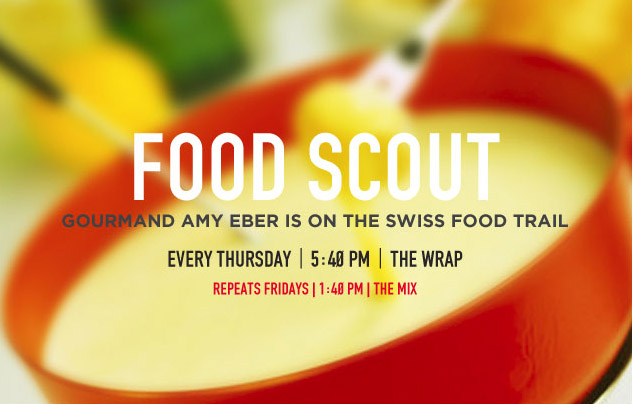 FOOD SCOUT
GOURMAND AMY EBER IS ON THE SWISS FOOD TRAIL
EVERY THURSDAY | 5:40 PM | THE WRAP
REPEATS FRIDAYS | 1:40 PM | THE MIX